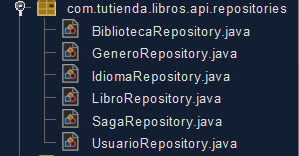 com.tutienda.libros.api.repositories
BibliotecaRepository.java
GeneroRepository.java
IdiomaRepository.java
LibroRepository.java
SagaRepository.java
UsuarioRepository.java